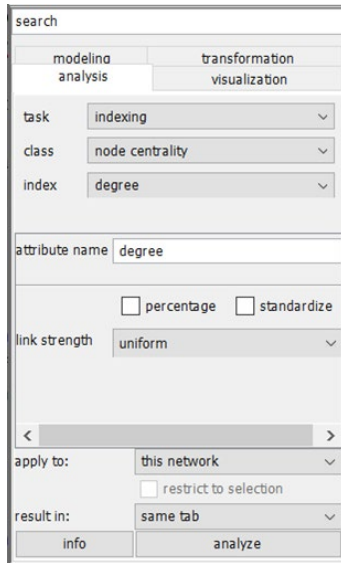 search
modeling transformation
analysis visualization
task indexing
class node centrality
index degree
attribute name degree
percentage standardize
link strength uniform
apply to: this network
restrict to selection
result in: same tab
info analyze